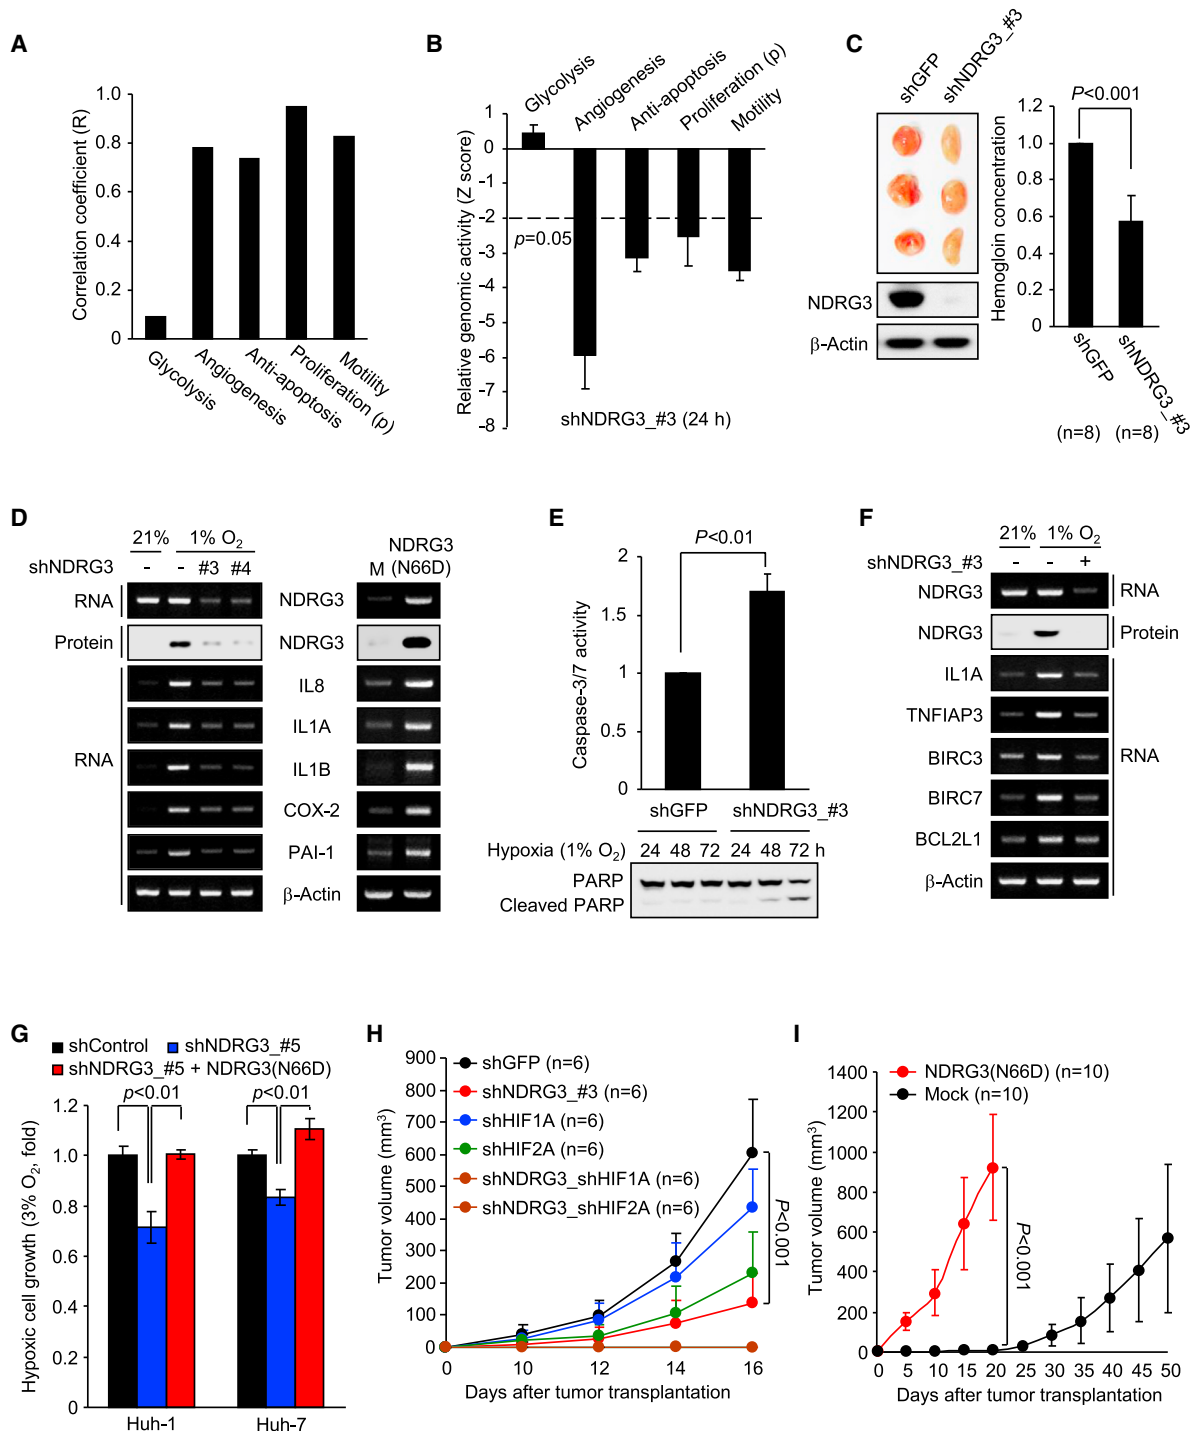 A
Correlation coefficient (R)
1.0
0.8
0.6
0.4
0.2
0
Glycolysis
Angiogenesis
Anti-apoptosis
Proliferation (p)
Motility
B
Glycolysis
Angiogenesis
Anti-apoptosis
Proliferation (p)
Motility
Relative genomic activity (Z score)
1
0
-1
-2
-3
-4
-5
-6
-7
-8
p=0.05
shNDRG3_#3 (24 h)
C
shGFP
shNDRG3_#3
NDRG3
β-Actin
P<0.001
Hemogloin concentration
1.2
1.0
0.8
0.6
0.4
0.2
0
shGFP
shNDRG3_#3
(n=8) (n=8)
D
21% 1% O2
shNDRG3 - - #3 #4
NDRG3
M (N66D)
RNA NDRG3
Protein NDRG3
RNA
IL8
IL1A
IL1B
COX-2
PAI-1
β-Actin
E
P<0.01
Caspase-3/7 activity
2
1.5
1
0.5
0
shGFP shNDRG3_#3
Hypoxia (1% O2) 24 48 72 24 48 72 h
PARP
Cleaved PARP
F
21% 1% O2
shNDRG3_#3 - - +
NDRG3 RNA
NDRG3 Protein
IL1A
TNFIAP3
BIRC3 RNA
BIRC7
BCL2L1
β-Actin
G
shControl shNDRG3_#5
shNDRG3_#5 + NDRG3(N66D)
p<0.01 p<0.01
Hypoxic cell growth (3% O2, fold)
1.2
1.0
0.8
0.6
0.4
0.2
0
Huh-1 Huh-7
H
Tumor volume (mm3)
900
800
700
600
500
400
300
200
100
0
shGFP (n=6)
shNDRG3_#3 (n=6)
shHIF1A (n=6)
shHIF2A (n=6)
shNDRG3_shHIF1A (n=6)
shNDRG3_shHIF2A (n=6)
P<0.001
0 10 12 14 16
Days after tumor transplantation
I
NDRG3(N66D) (n=10)
Mock (n=10)
Tumor volume (mm3)
1400
1200
1000
800
600
400
200
0
P<0.001
0 5 10 15 20 25 30 35 40 45 50
Days after tumor transplantation